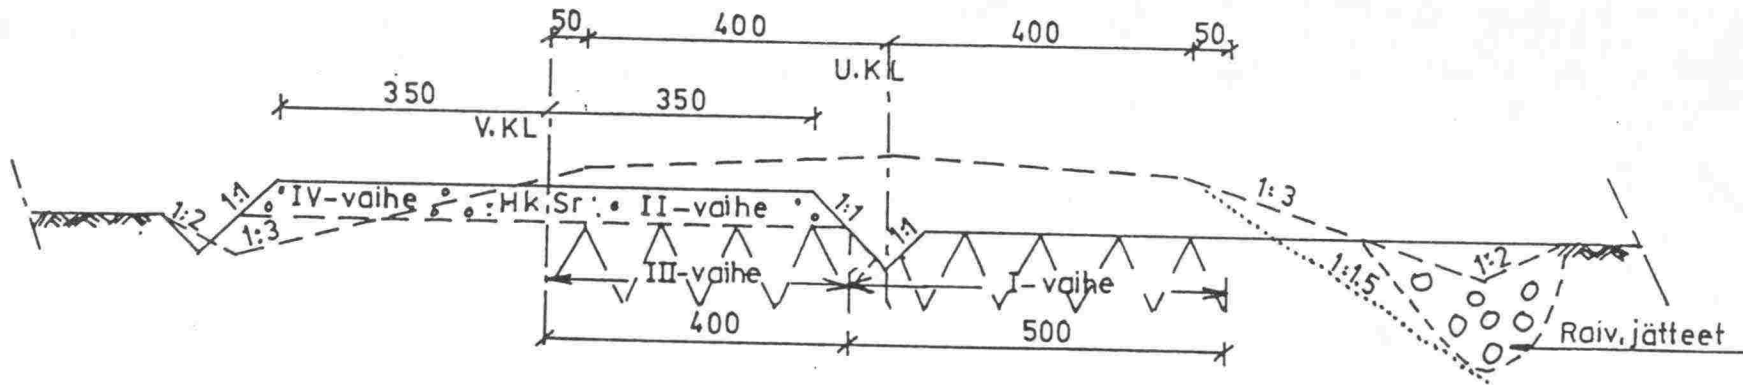 50 400 400 50
U.KL
350 350
V.KL
1:2 1:1 IV-vaihe Hk.Sr II-vaihe 1:1 1:1 1:3
1:3 III-vaihe I-vaihe 1:1.5 1:2
400 500 Raiv.jätteet